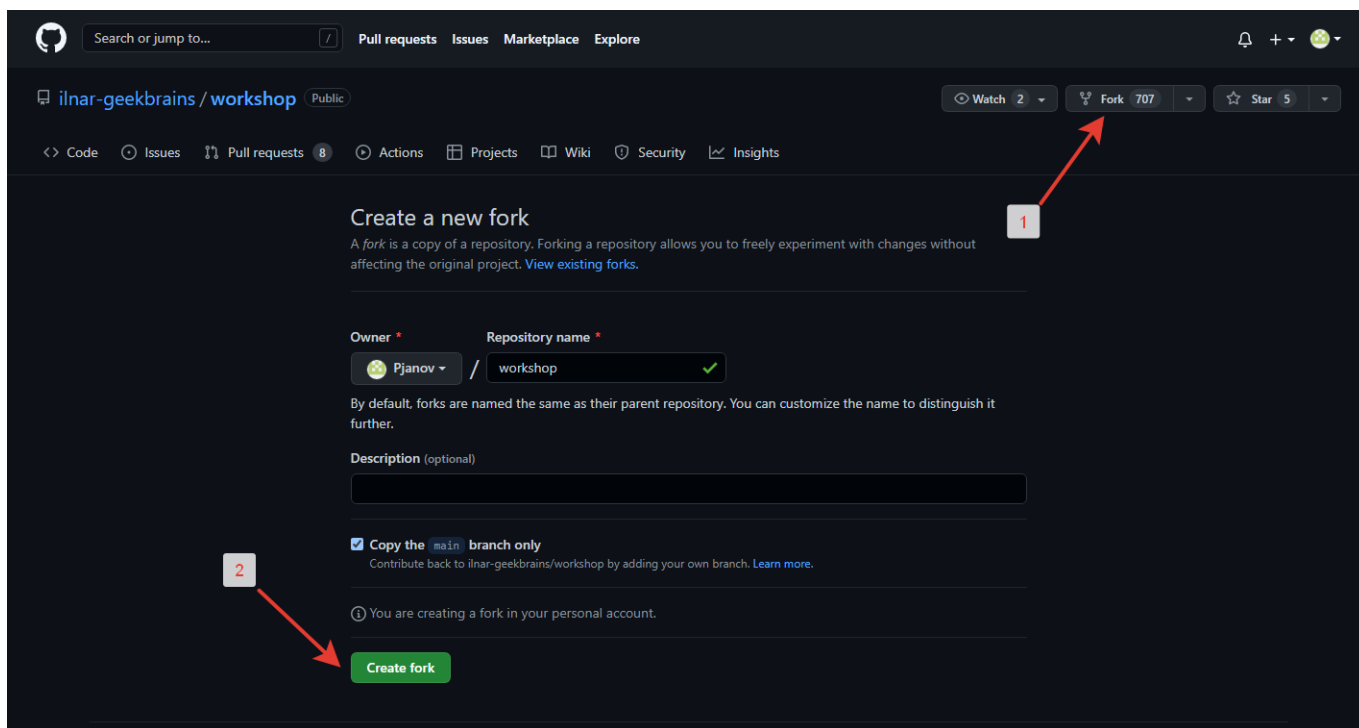 Search or jump to... / Pull requests Issues Marketplace Explore
ilnar-geekbrains / workshop Public Watch 2 Fork 707 Star 5
Code Issues Pull requests 8 Actions Projects Wiki Security Insights
1
Create a new fork
A fork is a copy of a repository. Forking a repository allows you to freely experiment with changes without
affecting the original project. View existing forks.
Owner * Repository name *
Pjanov / workshop
By default, forks are named the same as their parent repository. You can customize the name to distinguish it
further.
Description (optional)
Copy the main branch only
Contribute back to ilnar-geekbrains/workshop by adding your own branch. Learn more.
2
You are creating a fork in your personal account.
Create fork